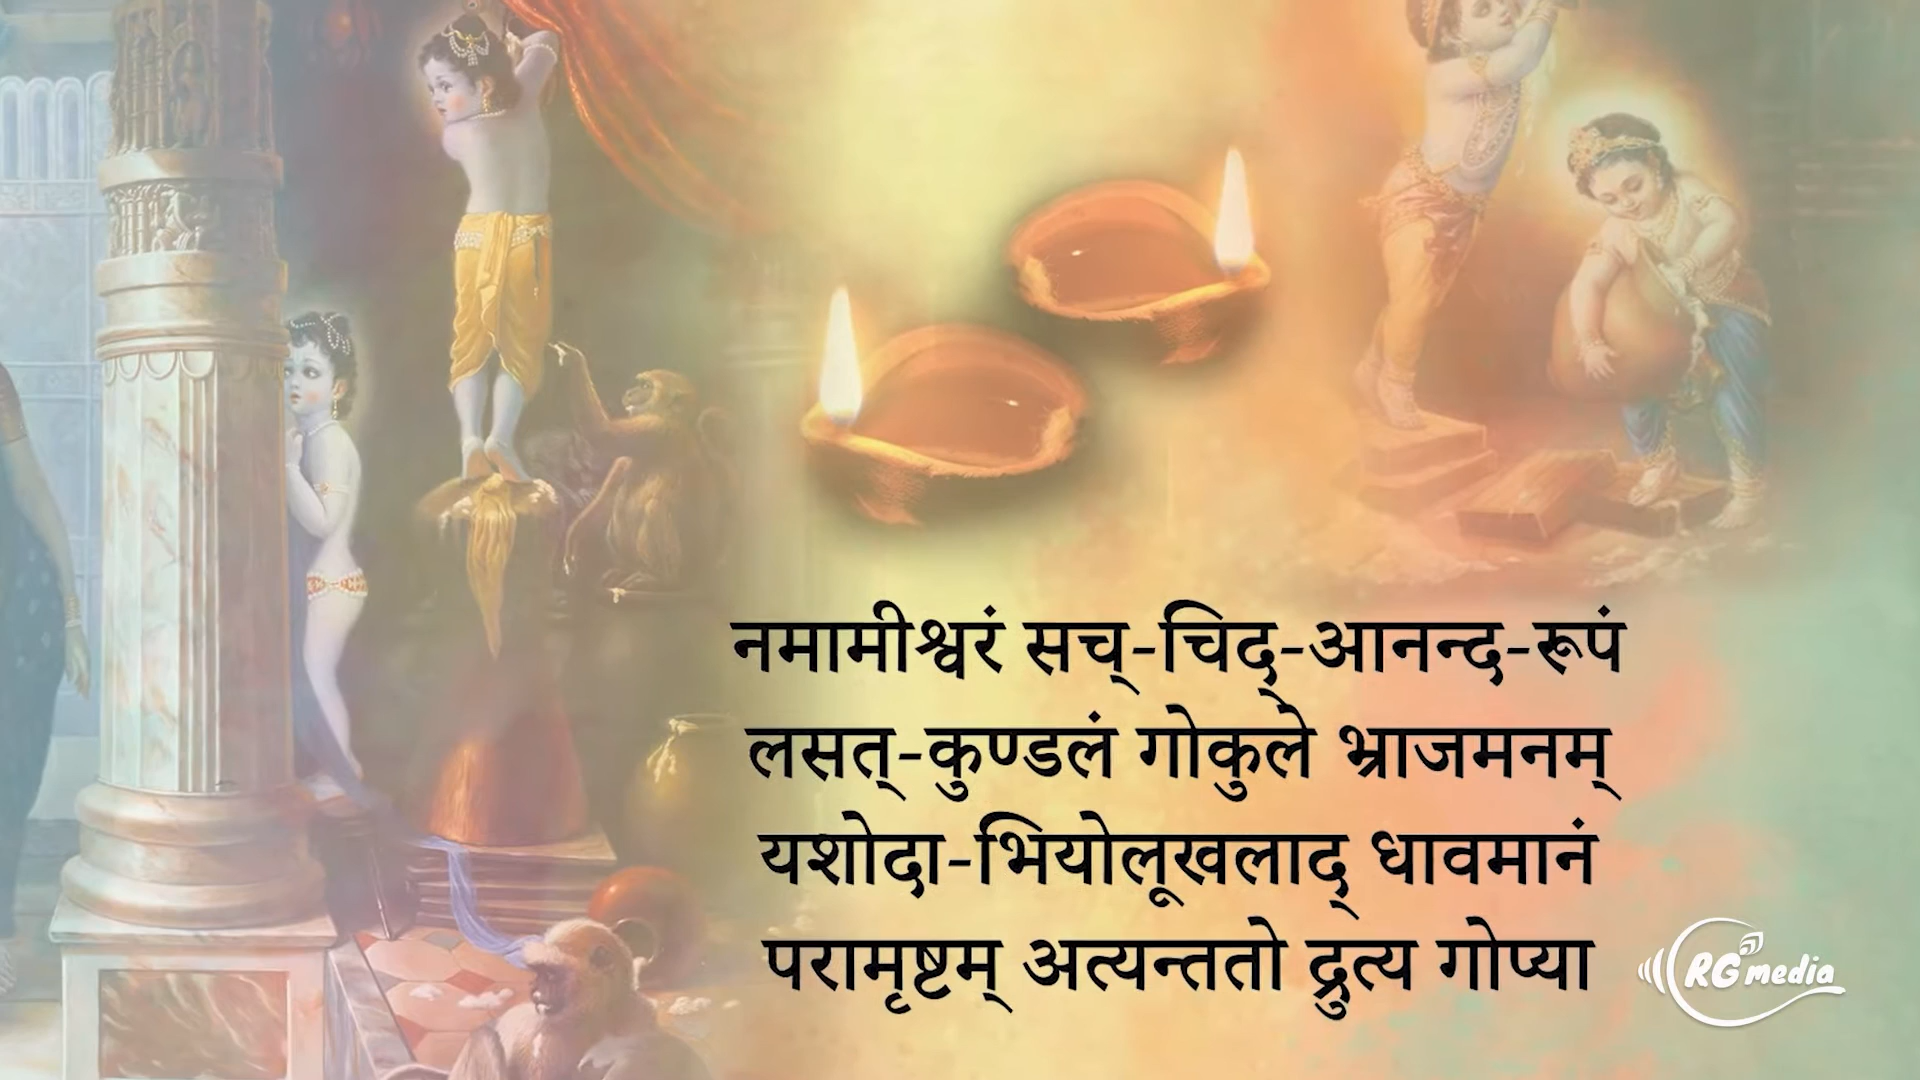 नमामीश्वरं सच्-चिद्-आनन्द-रूपं
लसत्-कुण्डलं गोकुले भ्राजमनम्
यशोदा-भियोलूखलाद् धावमानं
परामृष्टम् अत्यन्ततो द्रुत्य गोप्या
RG media